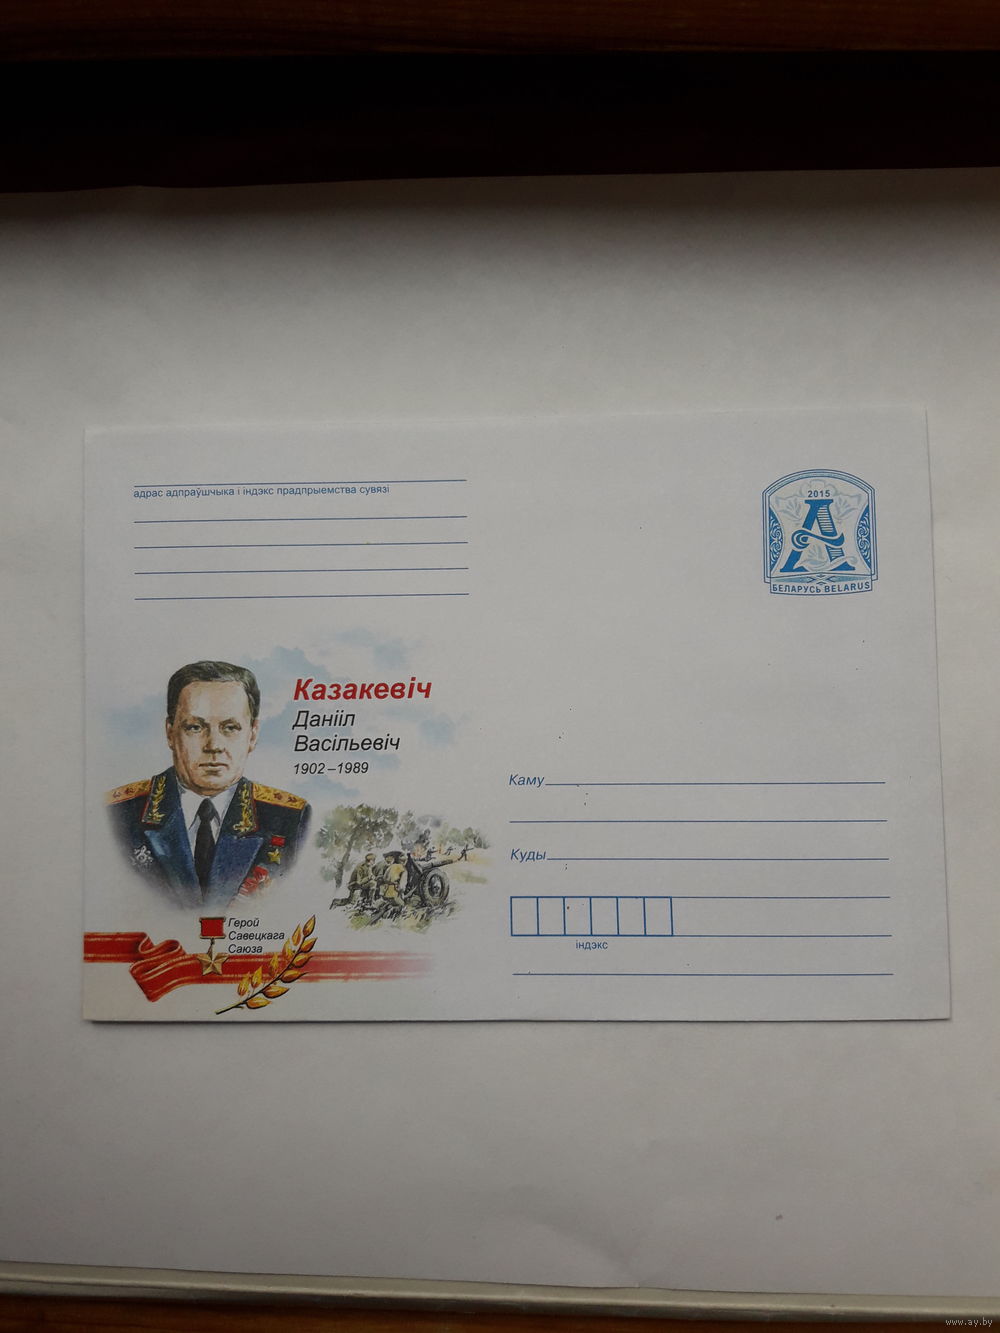 адрас адпраўшчыка і індэкс прадпрыемства сувязі
2015
А
БЕЛАРУСЬ BELARUS
Казакевіч
Данііл
Васільевіч
1902–1989
Герой
Савецкага
Саюза
Каму
Куды
індэкс
www.ay.by